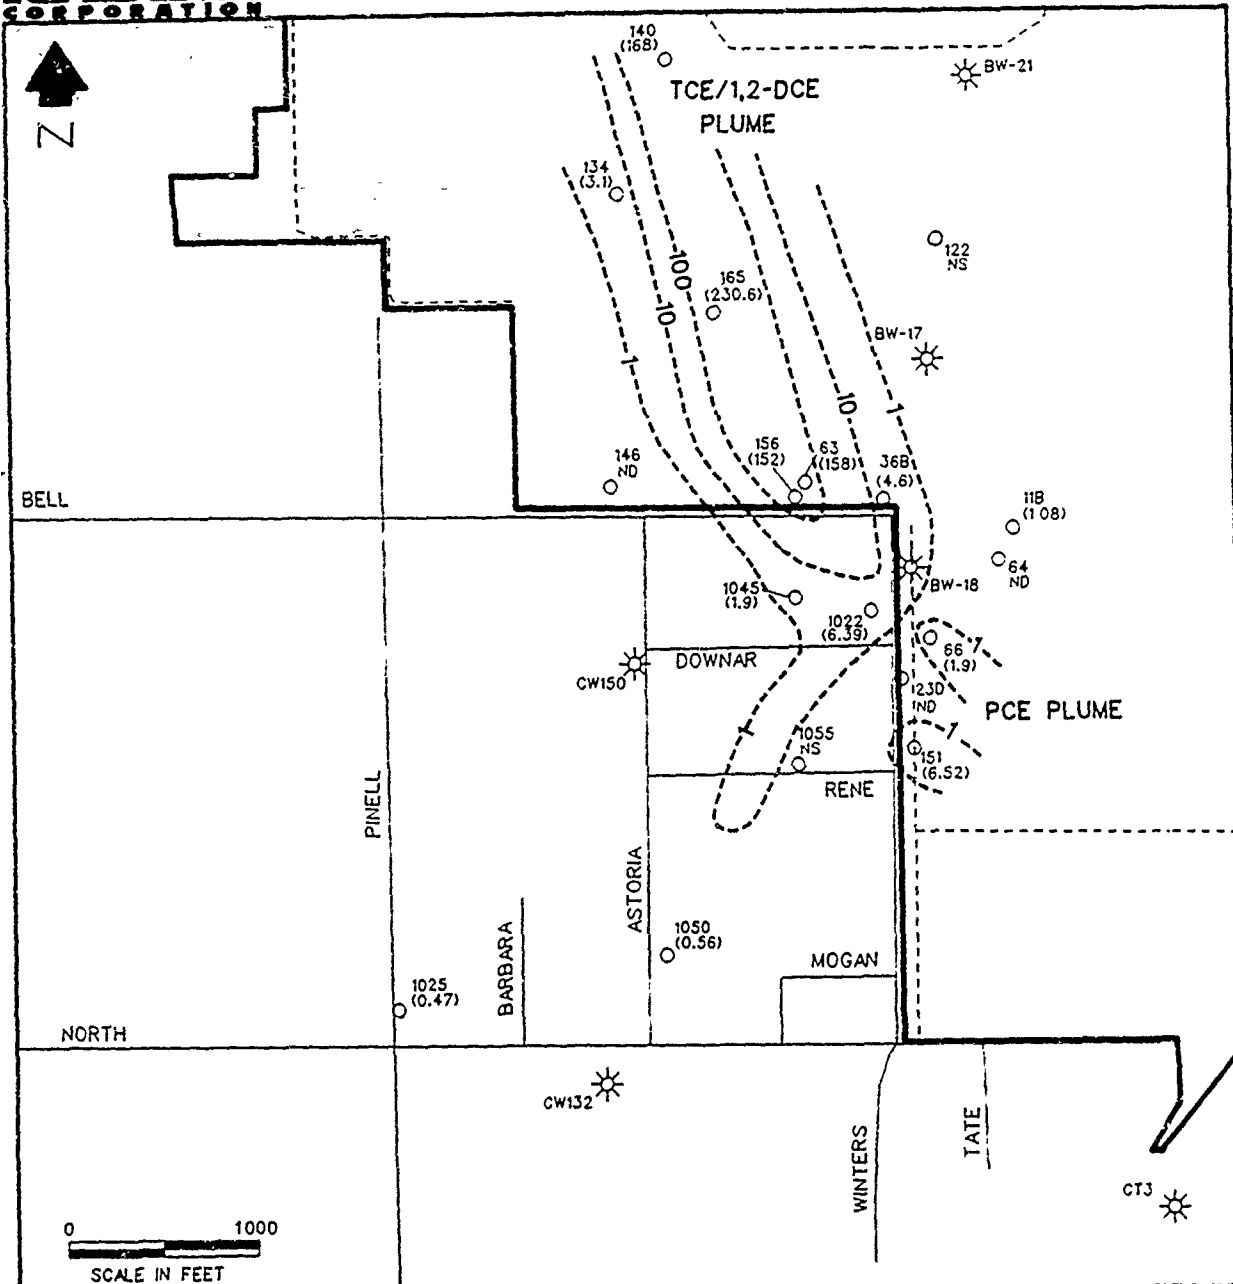 CORPORATION
N
140
(168)
BW-21
TCE/1,2-DCE
PLUME
134
(3.1)
122
NS
100
165
(230.6)
10
BW-17
1
10
1
146
ND
156
(152)
63
(158)
36B
(4.6)
BELL
11B
(1 08)
64
ND
BW-18
1045
(1.9)
1022
(6.39)
DOWNAR
66
(1.9)
1
CW150
23D
ND
PCE PLUME
1
1
1055
NS
151
(6.52)
RENE
PINELL
ASTORIA
BARBARA
1050
(0.56)
MOGAN
1025
(0.47)
NORTH
CW132
WINTERS
TATE
CT3
0 1000
SCALE IN FEET